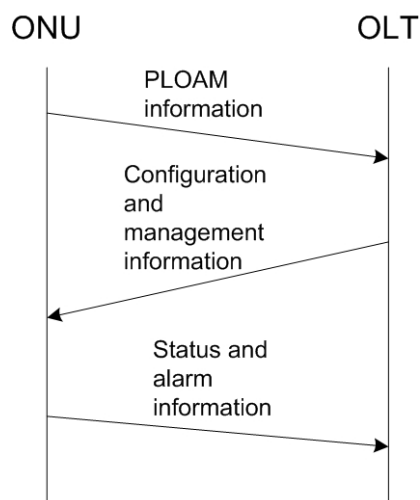 ONU
OLT
PLOAM
information
Configuration
and
management
information
Status and
alarm
information